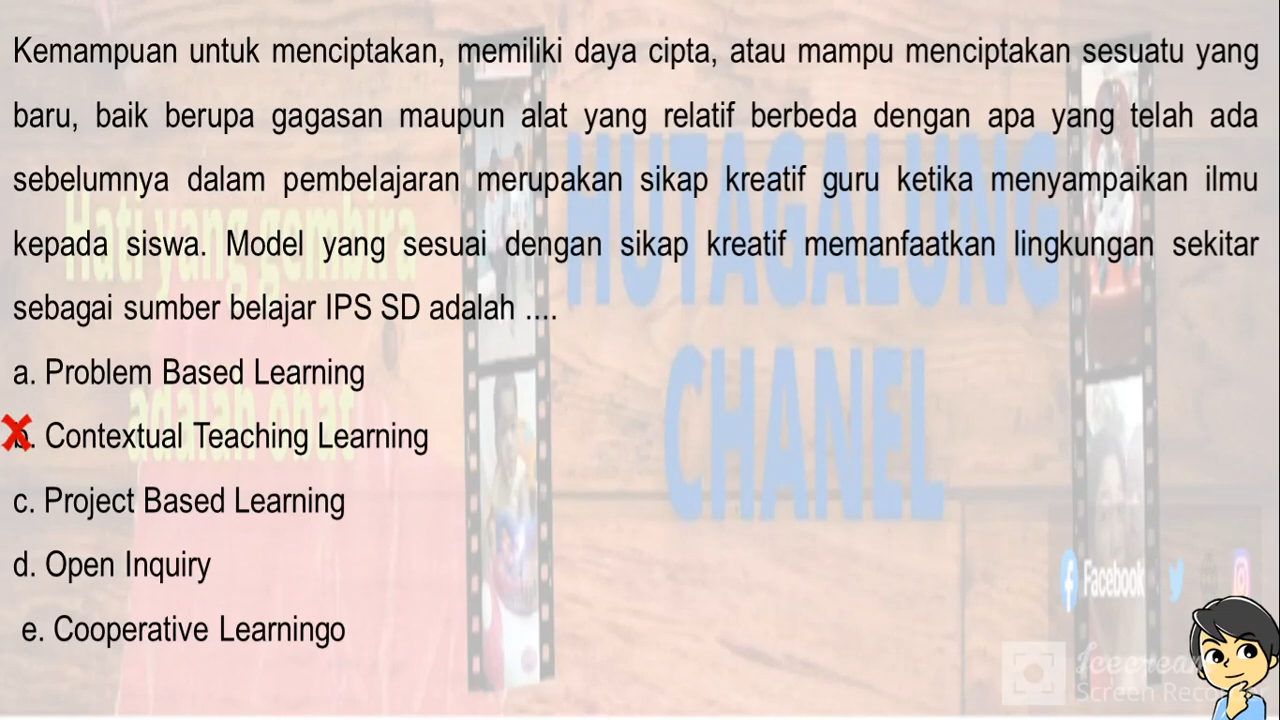 Kemampuan untuk menciptakan, memiliki daya cipta, atau mampu menciptakan sesuatu yang
baru, baik berupa gagasan maupun alat yang relatif berbeda dengan apa yang telah ada
sebelumnya dalam pembelajaran merupakan sikap kreatif guru ketika menyampaikan ilmu
kepada siswa. Model yang sesuai dengan sikap kreatif memanfaatkan lingkungan sekitar
sebagai sumber belajar IPS SD adalah ....
a. Problem Based Learning
b. Contextual Teaching Learning
c. Project Based Learning
d. Open Inquiry
e. Cooperative Learningo
Hati yang gembira
adalah obat
HUTAGALUNG
CHANEL
Facebook
Icecream
Screen